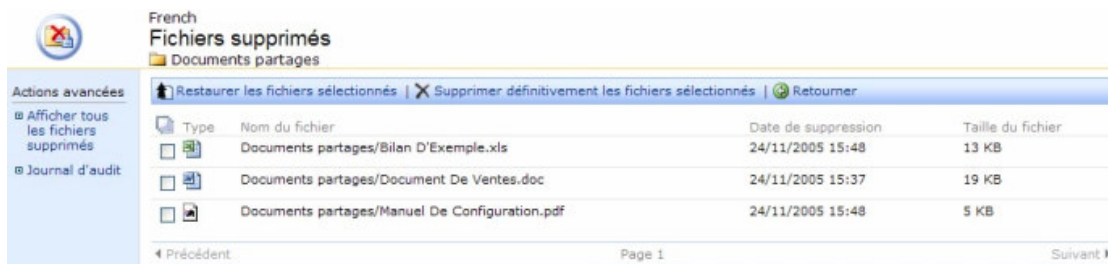 French
Fichiers supprimés
Documents partages
Actions avancées
Afficher tous
les fichiers
supprimés
Journal d'audit
Restaurer les fichiers sélectionnés | Supprimer définitivement les fichiers sélectionnés | Retourner
Type Nom du fichier Date de suppression Taille du fichier
Documents partages/Bilan D'Exemple.xls 24/11/2005 15:48 13 KB
Documents partages/Document De Ventes.doc 24/11/2005 15:37 19 KB
Documents partages/Manuel De Configuration.pdf 24/11/2005 15:48 5 KB
Précédent Page 1 Suivant